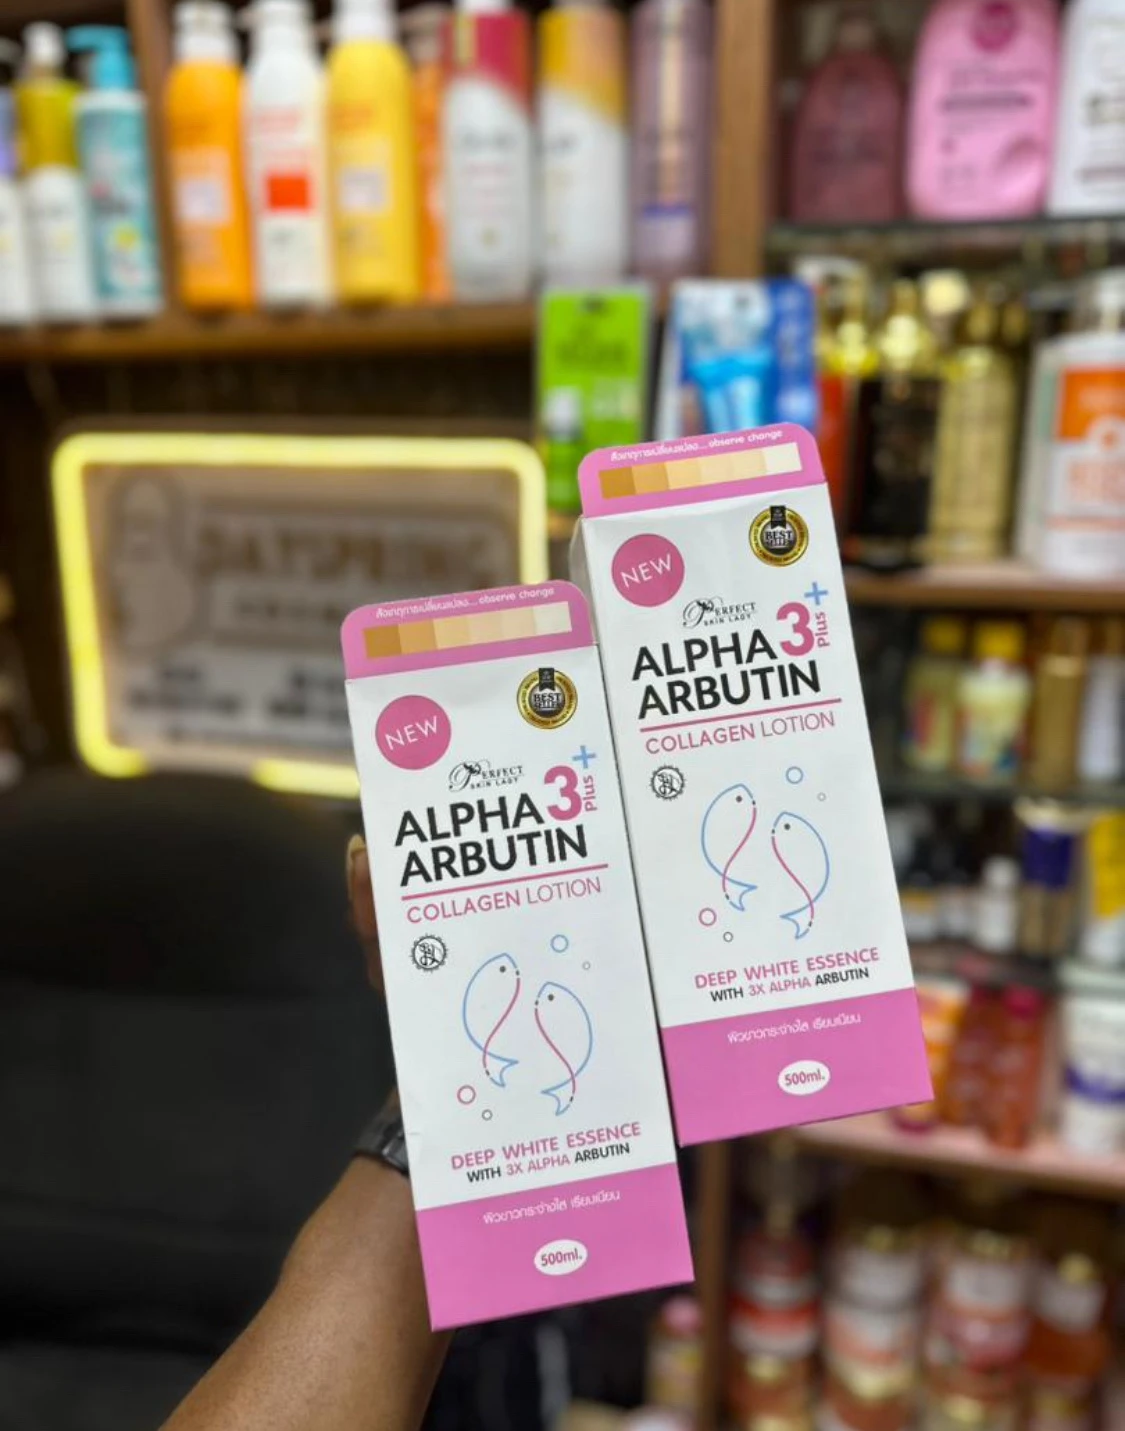 สังเกตุการเปลี่ยนแปลง... observe change
NEW
BEST
PERFECT
SKIN LADY
ALPHA 3 Plus+
ARBUTIN
COLLAGEN LOTION
DEEP WHITE ESSENCE
WITH 3X ALPHA ARBUTIN
ผิวขาวกระจ่างใส เรียบเนียน
500ml.
สังเกตุการเปลี่ยนแปลง... observe change
NEW
BEST
PERFECT
SKIN LADY
ALPHA 3 Plus+
ARBUTIN
COLLAGEN LOTION
DEEP WHITE ESSENCE
WITH 3X ALPHA ARBUTIN
ผิวขาวกระจ่างใส เรียบเนียน
500ml.